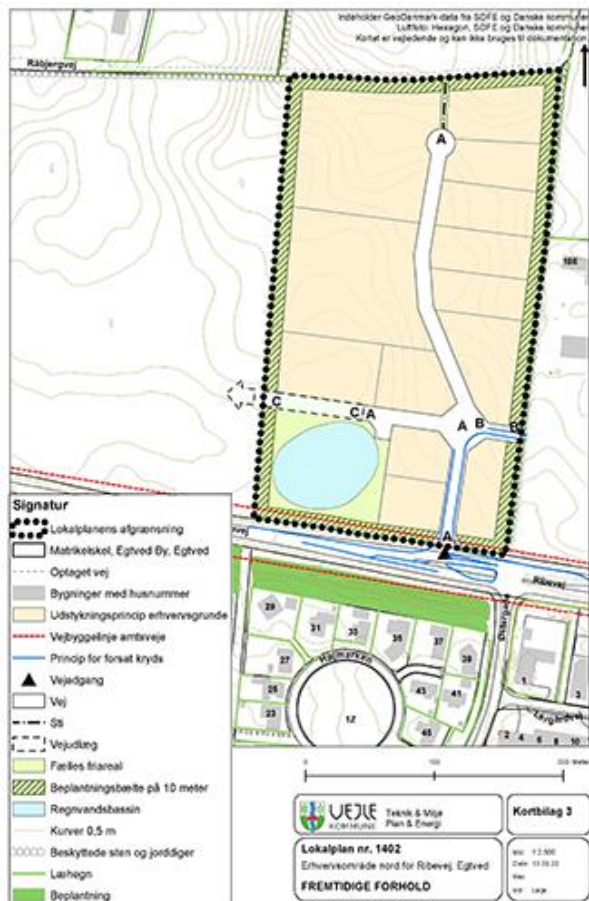 Indeholder GeoDanmark data fra SDFE og Danske kommuner
Luftfoto: Hexagon, SDFE og Danske kommuner
Kortet er vejledende og kan ikke bruges til dokumentation
Råbjergvej
A
106
C
C/A
A
B
B
A
Ribevej
Signatur
Lokalplanens afgrænsning
Matrikelskel, Egtved By, Egtved
Optaget vej
Bygninger med husnummer
Udstykningsprincip erhvervsgrunde
Vejbyggelinje amtsveje
Princip for forsat kryds
Vejadgang
Vej
Sti
Vejudlæg
Fælles friareal
Beplantningsbælte på 10 meter
Regnvandsbassin
Kurver 0,5 m
Beskyttede sten og jorddiger
Læhegn
Beplantning
29
31
33
35
37
39
27
25
23
43
41
45
12
1
3
2
4
6
8
10
0
100
200 Meter
VEJLE
KOMMUNE
Teknik & Miljø
Plan & Energi
Kortbilag 3
Lokalplan nr. 1402
Erhvervsområde nord for Ribevej, Egtved
FREMTIDIGE FORHOLD